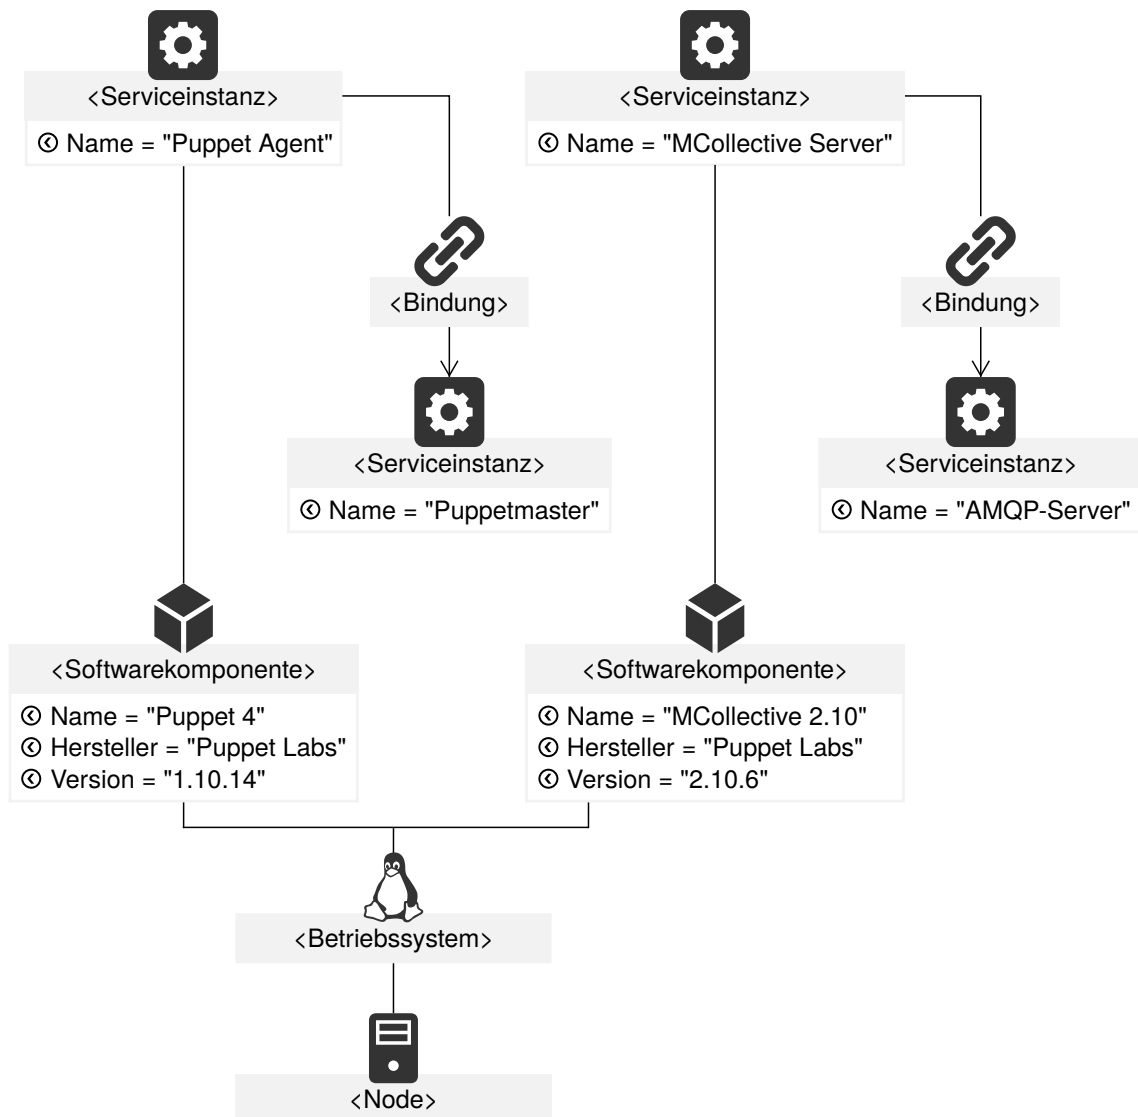 <Serviceinstanz>
Name = "Puppet Agent"
<Serviceinstanz>
Name = "MCollective Server"
<Bindung>
<Bindung>
<Serviceinstanz>
Name = "Puppetmaster"
<Serviceinstanz>
Name = "AMQP-Server"
<Softwarekomponente>
Name = "Puppet 4"
Hersteller = "Puppet Labs"
Version = "1.10.14"
<Softwarekomponente>
Name = "MCollective 2.10"
Hersteller = "Puppet Labs"
Version = "2.10.6"
<Betriebssystem>
<Node>